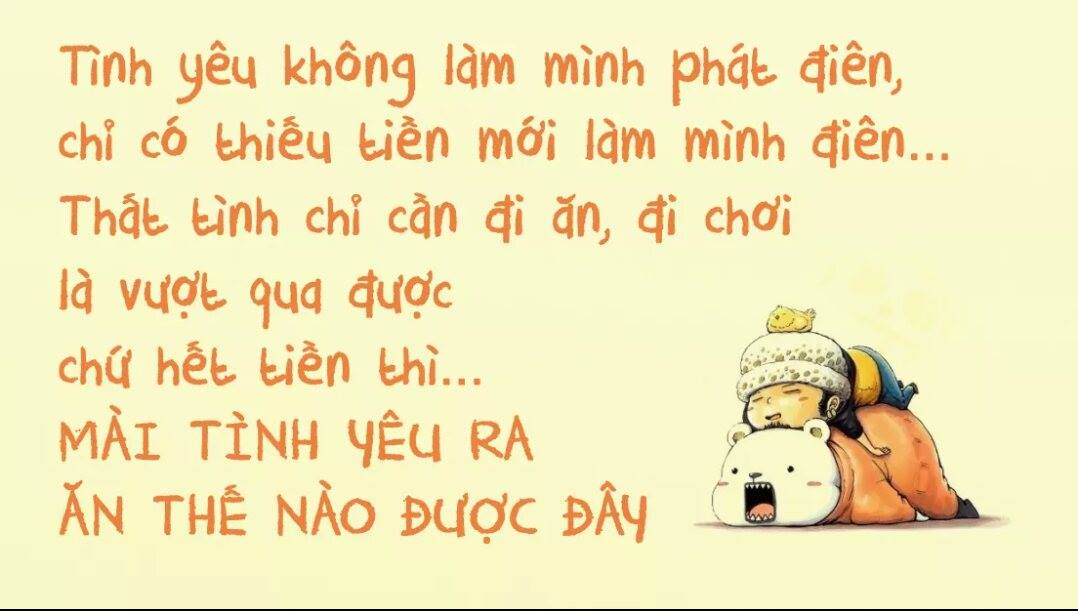 Tình yêu không làm mình phát điên,
chỉ có thiếu tiền mới làm mình điên...
Thất tình chỉ cần đi ăn, đi chơi
là vượt qua được
chứ hết tiền thì...
MÀI TÌNH YÊU RA
ĂN THẾ NÀO ĐƯỢC ĐÂY